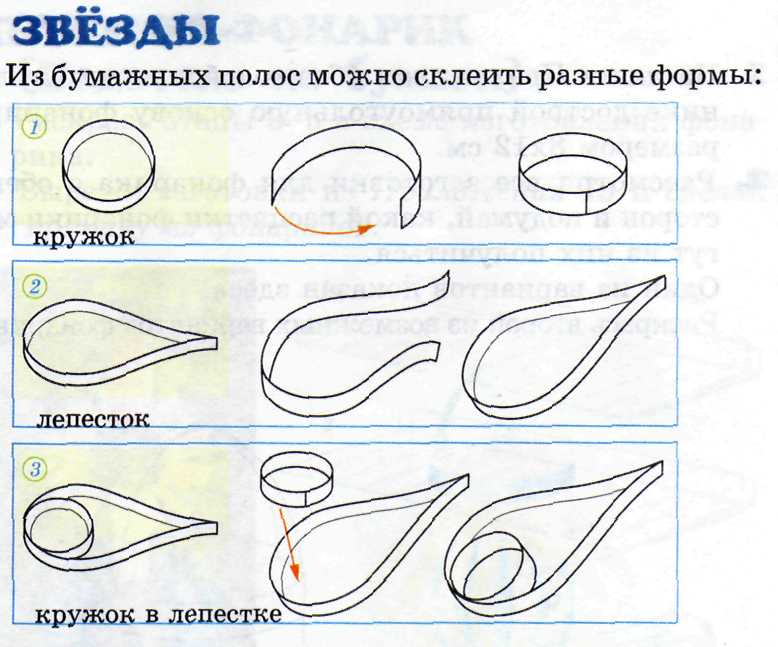 ЗВЁЗДЫ
Из бумажных полос можно склеить разные формы:
1
кружок
2
лепесток
3
кружок в лепестке